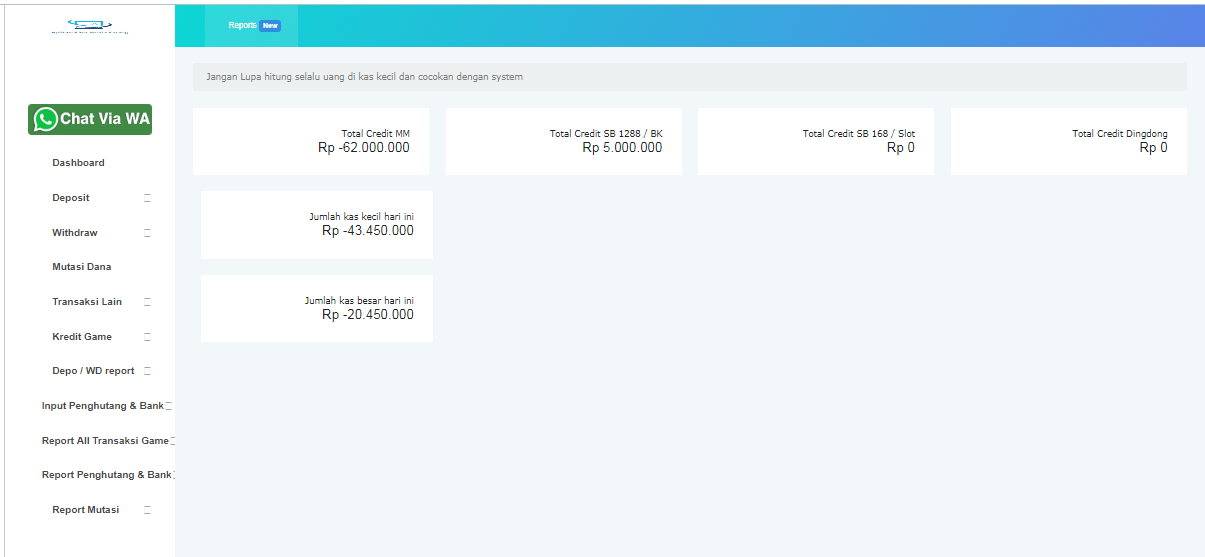 Reports New
Jangan Lupa hitung selalu uang di kas kecil dan cocokan dengan system
Chat Via WA
Dashboard
Deposit
Withdraw
Mutasi Dana
Transaksi Lain
Kredit Game
Depo / WD report
Input Penghutang & Bank
Report All Transaksi Game
Report Penghutang & Bank
Report Mutasi
Total Credit MM
Rp -62.000.000
Total Credit SB 1288 / BK
Rp 5.000.000
Total Credit SB 168 / Slot
Rp 0
Total Credit Dingdong
Rp 0
Jumlah kas kecil hari ini
Rp -43.450.000
Jumlah kas besar hari ini
Rp -20.450.000